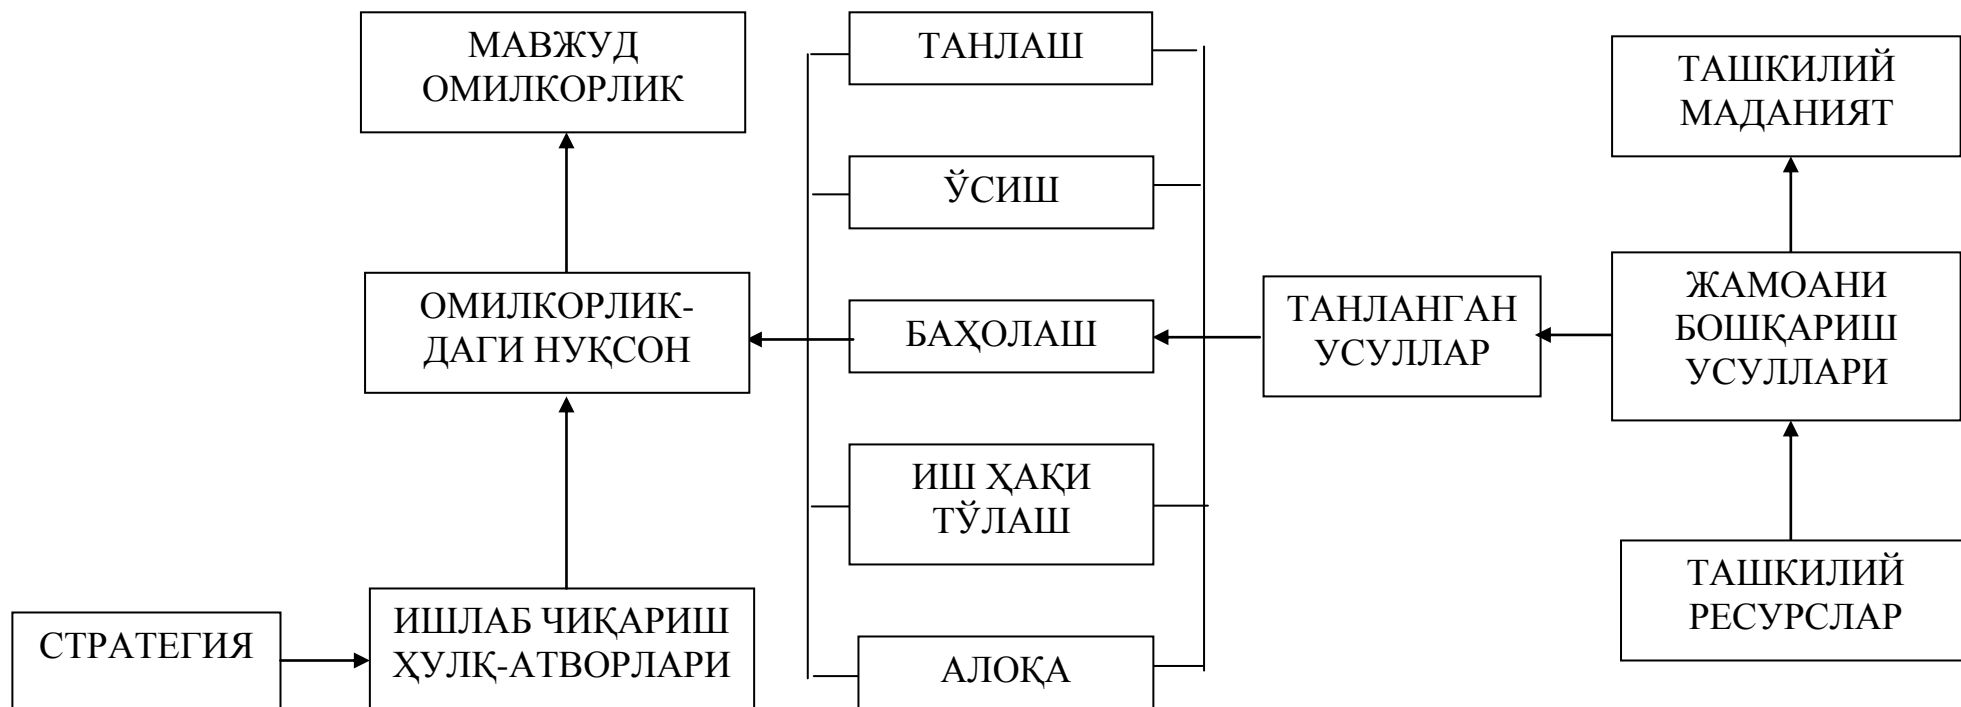 МАВЖУД
ОМИЛКОРЛИК
ОМИЛКОРЛИК-
ДАГИ НУҚСОН
СТРАТЕГИЯ
ИШЛАБ ЧИҚАРИШ
ҲУЛҚ-АТВОРЛАРИ
ТАНЛАШ
ЎСИШ
БАҲОЛАШ
ИШ ҲАҚИ
ТЎЛАШ
АЛОҚА
ТАНЛАНГАН
УСУЛЛАР
ТАШКИЛИЙ
МАДАНИЯТ
ЖАМОАНИ
БОШҚАРИШ
УСУЛЛАРИ
ТАШКИЛИЙ
РЕСУРСЛАР